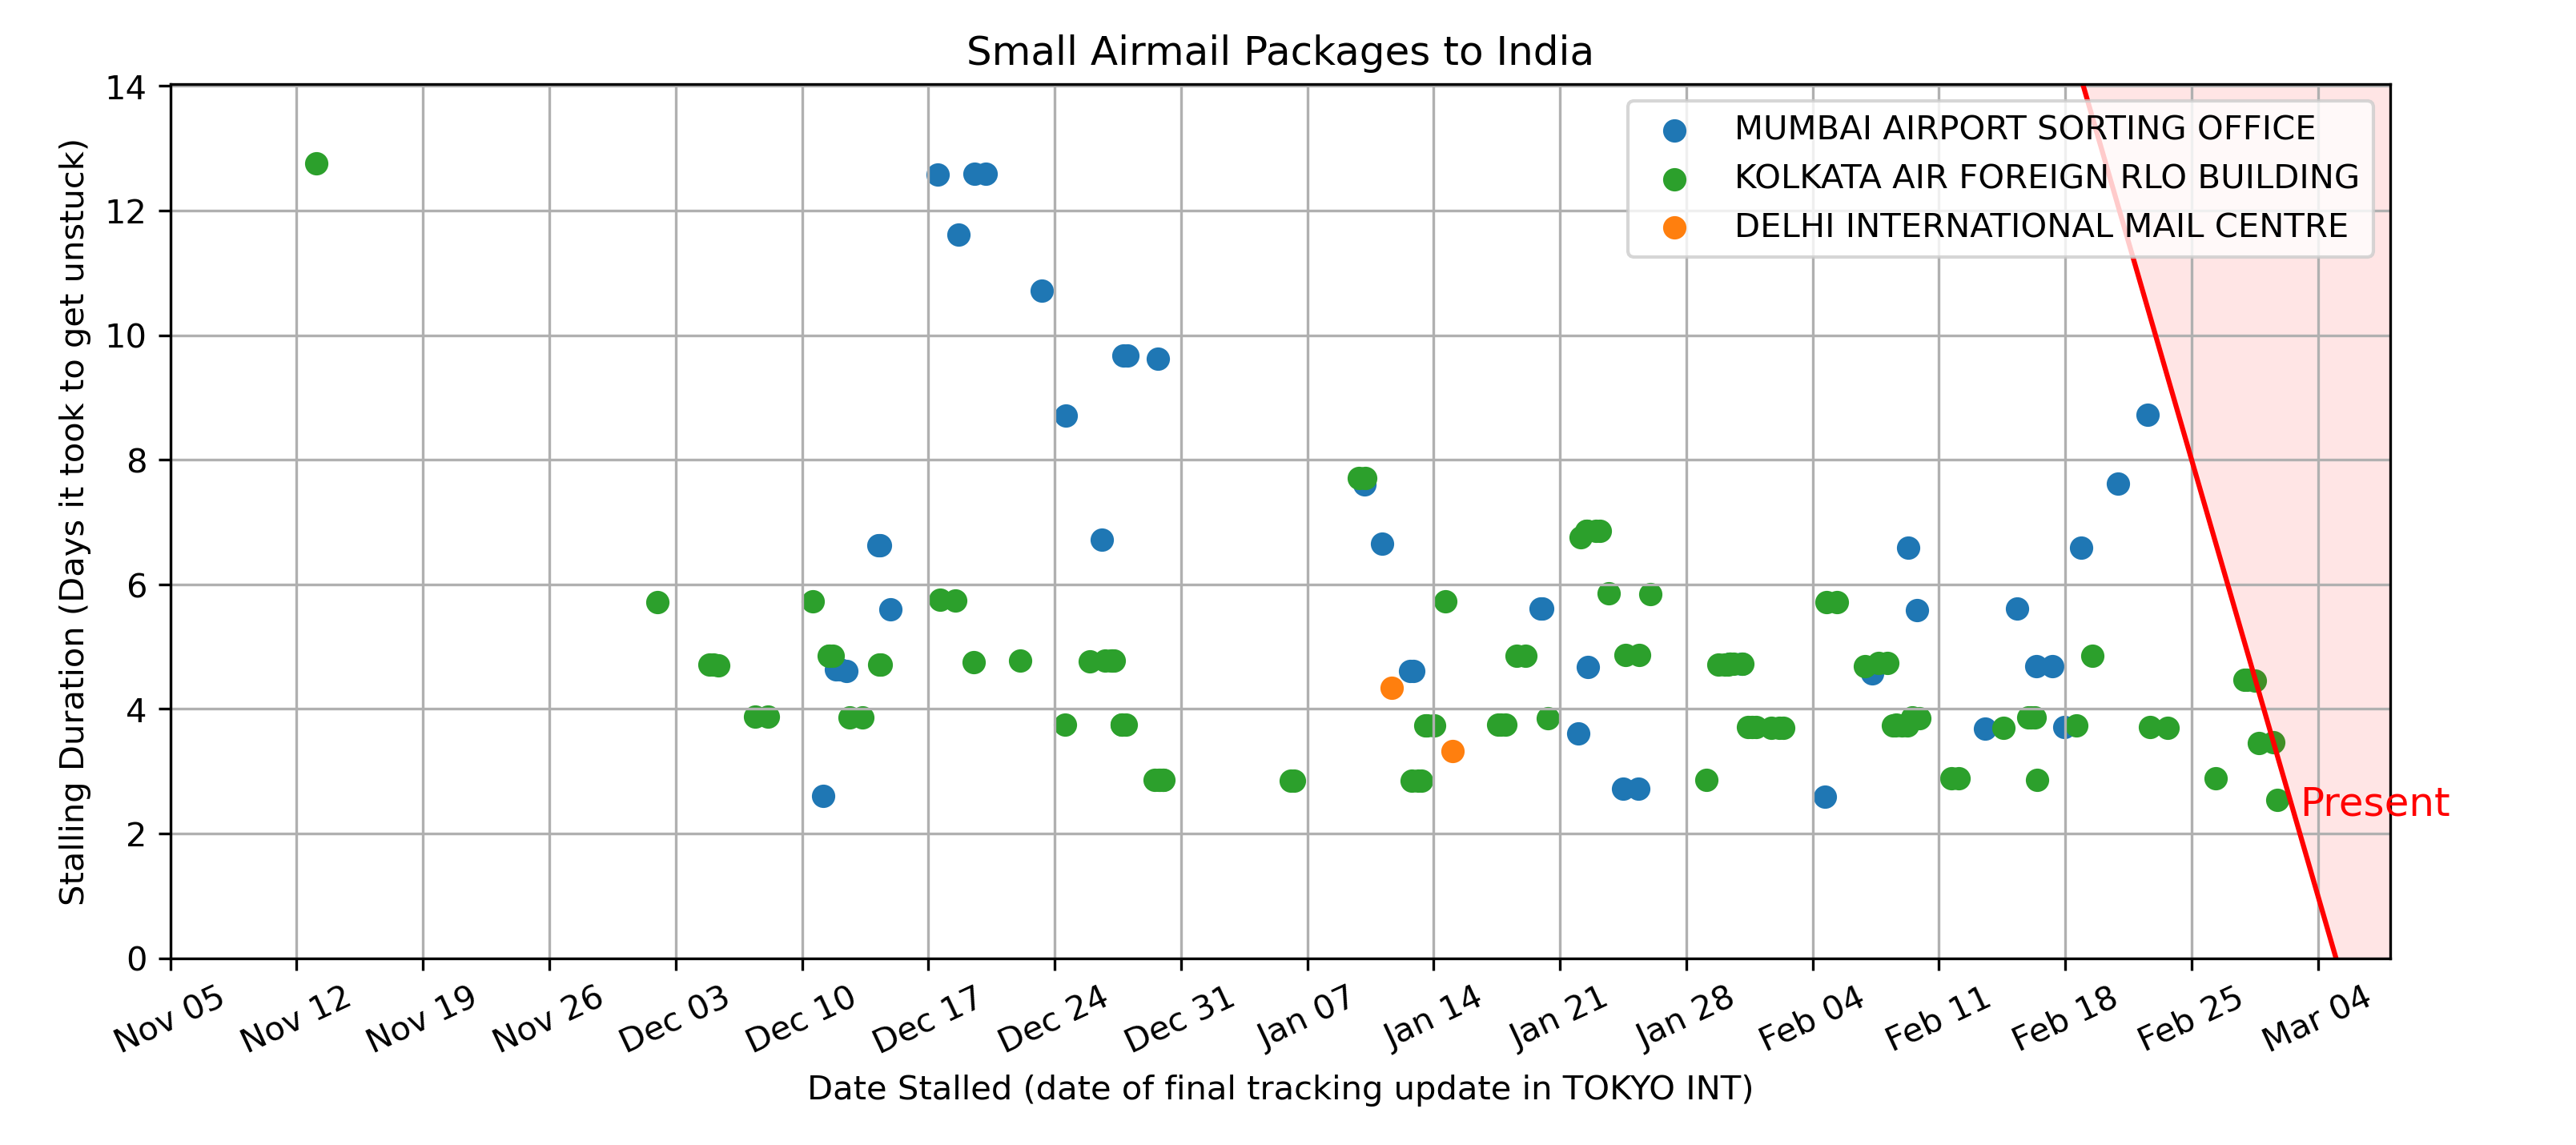 Small Airmail Packages to India
14
12
10
8
6
4
2
0
Stalling Duration (Days it took to get unstuck)
MUMBAI AIRPORT SORTING OFFICE
KOLKATA AIR FOREIGN RLO BUILDING
DELHI INTERNATIONAL MAIL CENTRE
Present
Nov 05
Nov 12
Nov 19
Nov 26
Dec 03
Dec 10
Dec 17
Dec 24
Dec 31
Jan 07
Jan 14
Jan 21
Jan 28
Feb 04
Feb 11
Feb 18
Feb 25
Mar 04
Date Stalled (date of final tracking update in TOKYO INT)